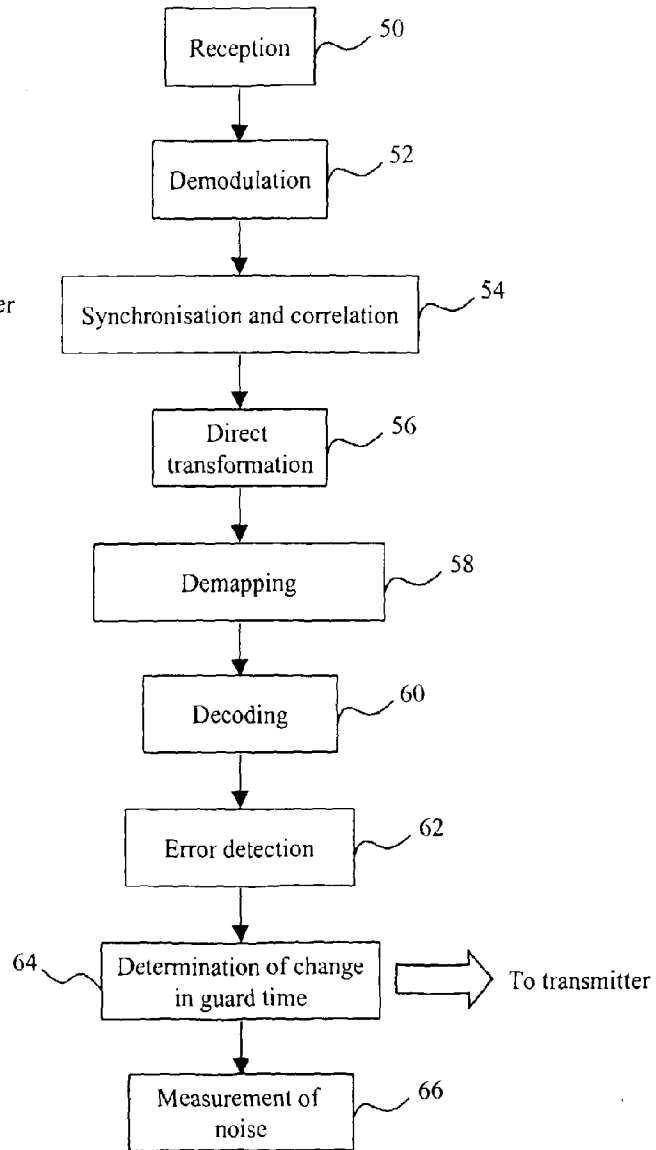 Reception
50
Demodulation
52
er
Synchronisation and correlation
54
Direct
transformation
56
Demapping
58
Decoding
60
Error detection
62
64
Determination of change
in guard time
To transmitter
Measurement of
noise
66